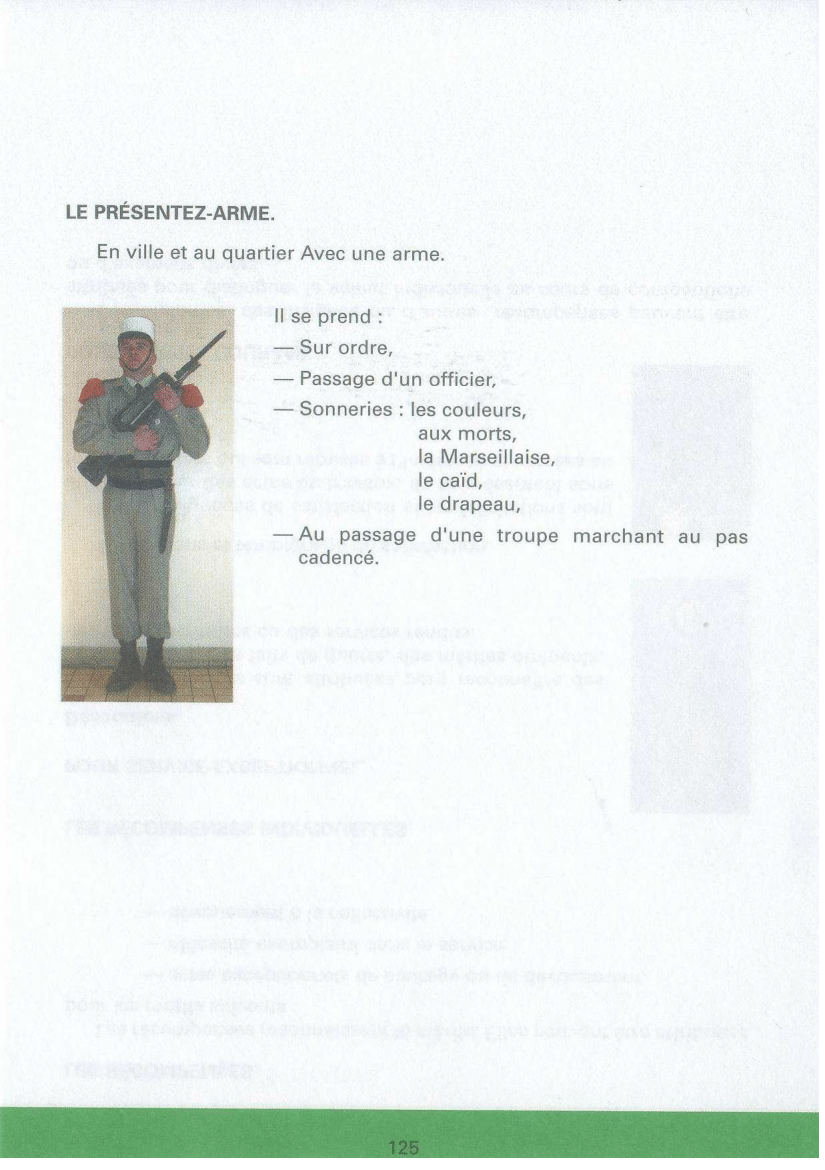 LE PRÉSENTEZ-ARME.
En ville et au quartier Avec une arme.
Il se prend :
— Sur ordre,
— Passage d'un officier,
— Sonneries : les couleurs,
aux morts,
la Marseillaise,
le caïd,
le drapeau,
— Au passage d'une troupe marchant au pas
cadencé.
125